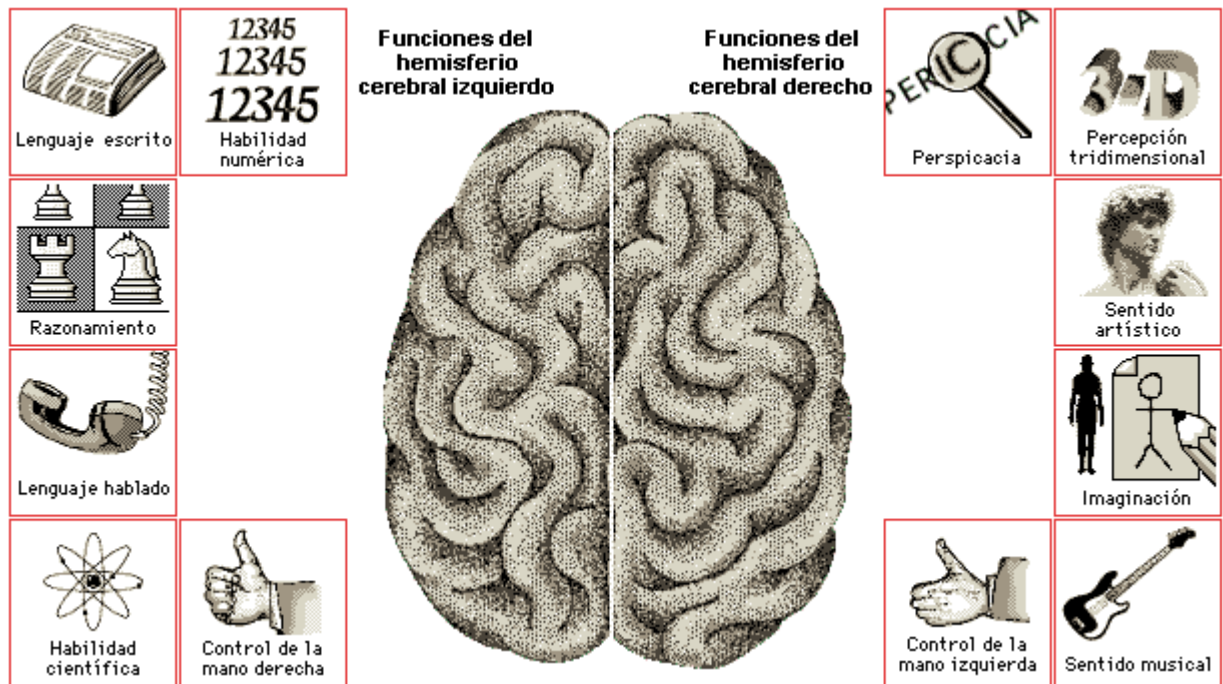 12345
12345
12345
Lenguaje escrito
Habilidad
numérica
Funciones del
hemisferio
cerebral izquierdo
Funciones del
hemisferio
cerebral derecho
PERICICIA
Perspicacia
3-D
Percepción
tridimensional
Razonamiento
Sentido
artístico
Lenguaje hablado
Imaginación
Habilidad
científica
Control de la
mano derecha
Control de la
mano izquierda
Sentido musical